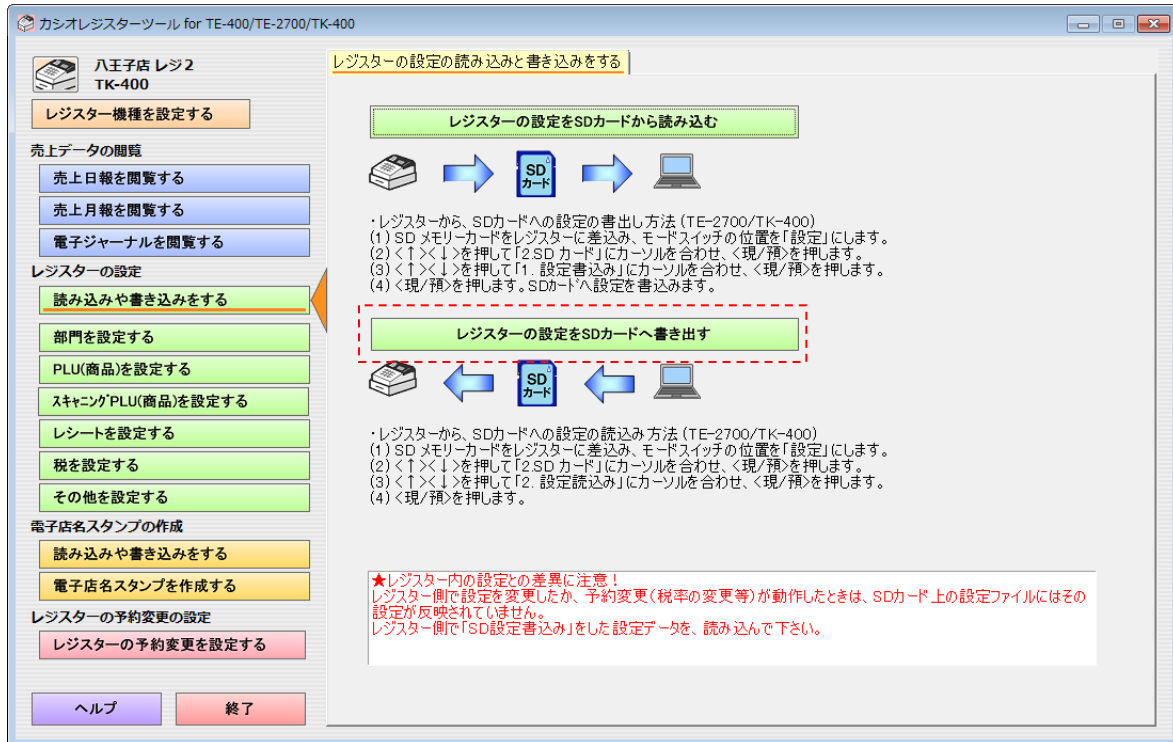 カシオレジスターツール for TE-400/TE-2700/TK-400
八王子店 レジ2
TK-400
レジスター機種を設定する
売上データの閲覧
売上日報を閲覧する
売上月報を閲覧する
電子ジャーナルを閲覧する
レジスターの設定
読み込みや書き込みをする
部門を設定する
PLU(商品)を設定する
ｽｷｬﾆﾝｸﾞPLU(商品)を設定する
レシートを設定する
税を設定する
その他を設定する
電子店名スタンプの作成
読み込みや書き込みをする
電子店名スタンプを作成する
レジスターの予約変更の設定
レジスターの予約変更を設定する
ヘルプ
終了
レジスターの設定の読み込みと書き込みをする
レジスターの設定をSDカードから読み込む
SD
カード
・レジスターから、SDカードへの設定の書出し方法(TE-2700/TK-400)
(1)SD メモリーカードをレジスターに差込み、モードスイッチの位置を「設定」にします。
(2)<↑><↓>を押して「2.SD カード」にカーソルを合わせ、<現/預>を押します。
(3)<↑><↓>を押して「1. 設定書込み」にカーソルを合わせ、<現/預>を押します。
(4)<現/預>を押します。SDｶｰﾄﾞへ設定を書込みます。
レジスターの設定をSDカードへ書き出す
SD
カード
・レジスターから、SDカードへの設定の読込み方法(TE-2700/TK-400)
(1)SD メモリーカードをレジスターに差込み、モードスイッチの位置を「設定」にします。
(2)<↑><↓>を押して「2.SD カード」にカーソルを合わせ、<現/預>を押します。
(3)<↑><↓>を押して「2. 設定読込み」にカーソルを合わせ、<現/預>を押します。
(4)<現/預>を押します。
★レジスター内の設定との差異に注意！
レジスター側で設定を変更したか、予約変更(税率の変更等)が動作したときは、SDカード上の設定ファイルにはその
設定が反映されていません。
レジスター側で「SD設定書込み」をした設定データを、読み込んで下さい。